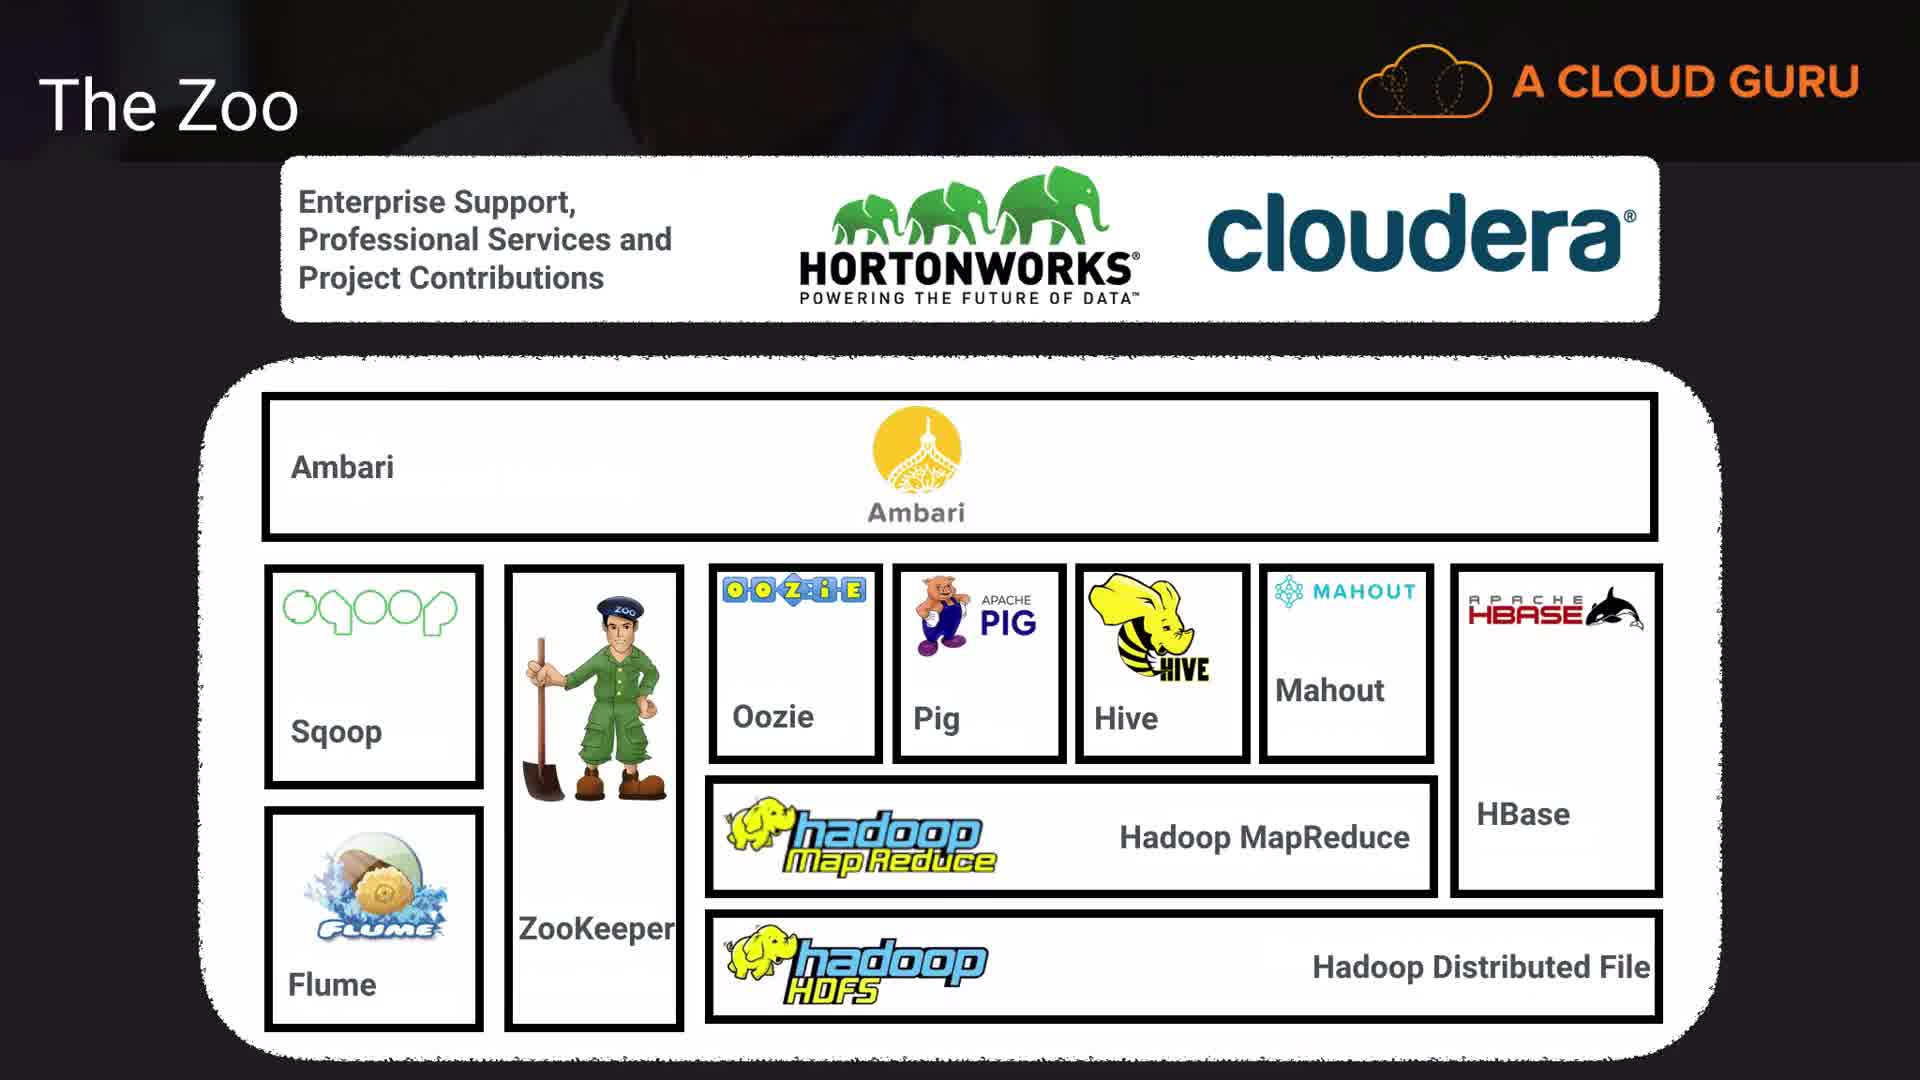 The Zoo
A CLOUD GURU
Enterprise Support,
Professional Services and
Project Contributions
HORTONWORKS®
POWERING THE FUTURE OF DATA™
cloudera®
Ambari
Ambari
sqoop
Sqoop
FLUME
Flume
ZOO
ZooKeeper
OOZIE
Oozie
APACHE
PIG
Pig
HIVE
Hive
MAHOUT
Mahout
APACHE
HBASE
HBase
hadoop
Map Reduce
Hadoop MapReduce
hadoop
HDFS
Hadoop Distributed File